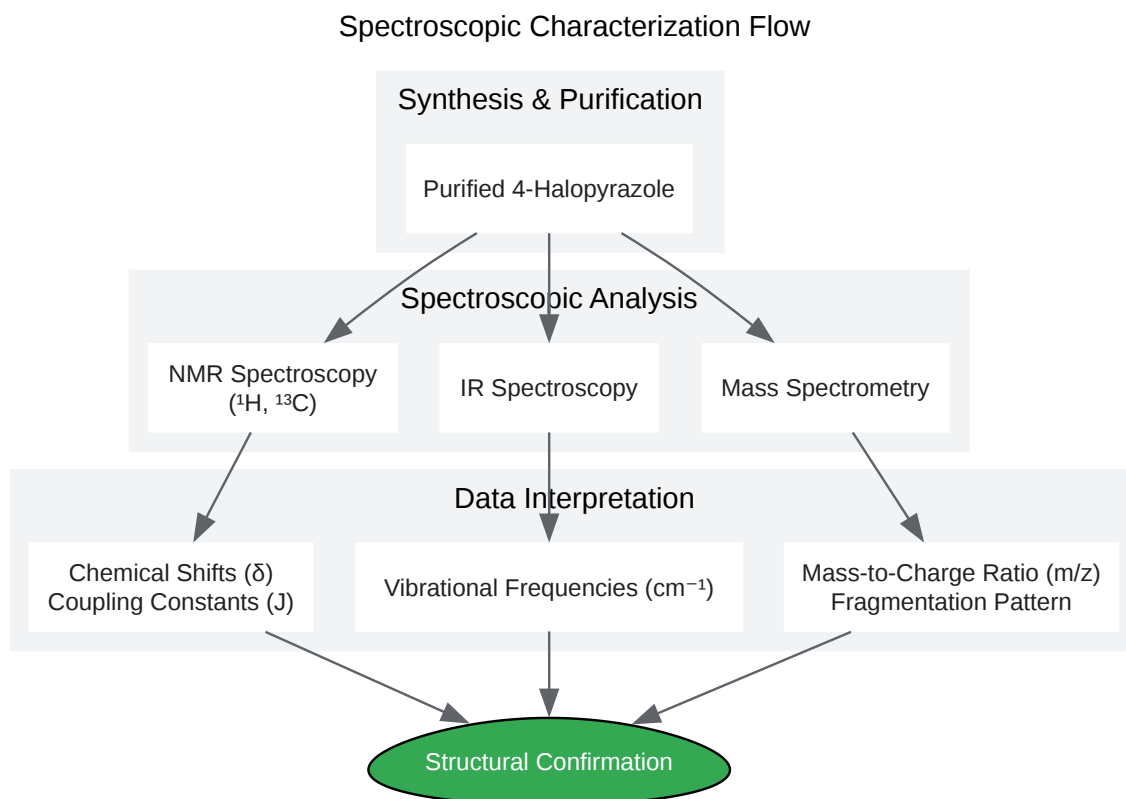 Spectroscopic Characterization Flow
Synthesis & Purification
Purified 4-Halopyrazole
Spectroscopic Analysis
NMR Spectroscopy
(¹H, ¹³C)
IR Spectroscopy
Mass Spectrometry
Data Interpretation
Chemical Shifts (δ)
Coupling Constants (J)
Vibrational Frequencies (cm⁻¹)
Mass-to-Charge Ratio (m/z)
Fragmentation Pattern
Structural Confirmation